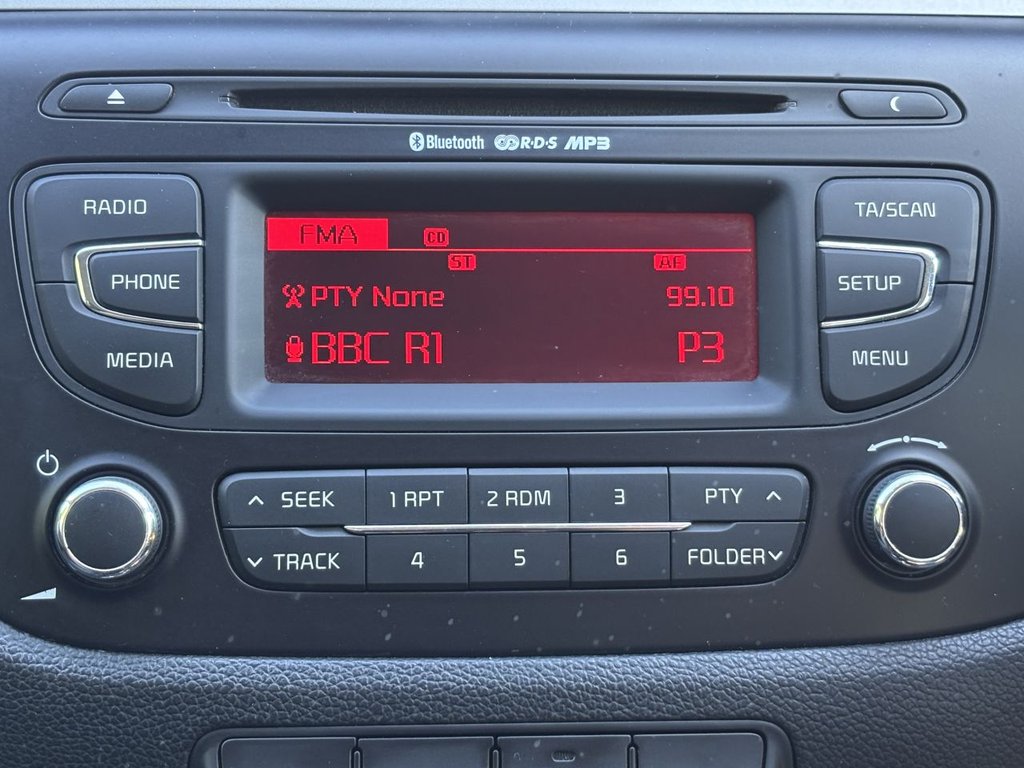 Bluetooth R·D·S MP3
RADIO
PHONE
MEDIA
FMA CD
ST AF
PTY None 99.10
BBC R1 P3
TA/SCAN
SETUP
MENU
SEEK 1 RPT 2 RDM 3 PTY
TRACK 4 5 6 FOLDER